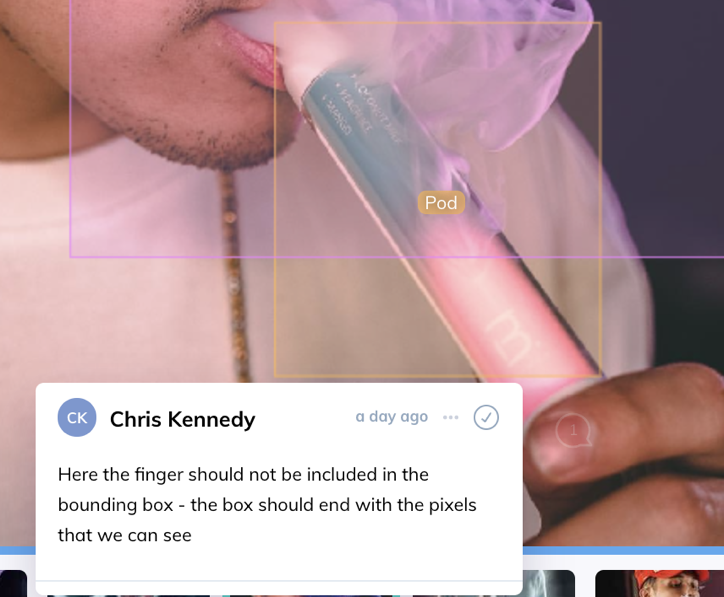 Pod
m
1
CK
Chris Kennedy
a day ago
Here the finger should not be included in the
bounding box - the box should end with the pixels
that we can see